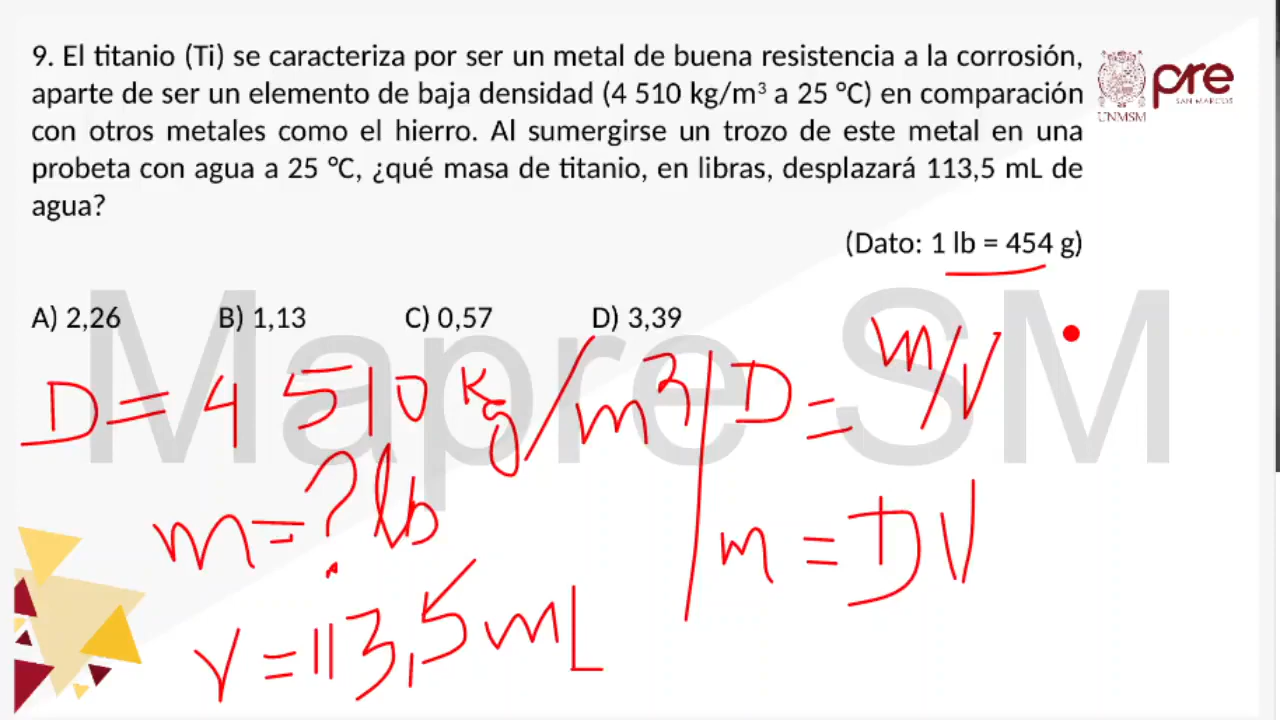 9. El titanio (Ti) se caracteriza por ser un metal de buena resistencia a la corrosión,
aparte de ser un elemento de baja densidad (4 510 kg/m³ a 25 °C) en comparación
con otros metales como el hierro. Al sumergirse un trozo de este metal en una
probeta con agua a 25 °C, ¿qué masa de titanio, en libras, desplazará 113,5 mL de
agua?
(Dato: 1 lb = 454 g)
A) 2,26 B) 1,13 C) 0,57 D) 3,39
UNMSM
pre
SAN MARCOS
Mapre SM
D = 4 510 kg/m³
D = m/V
m = ? lb
m = DV
V = 113,5 mL